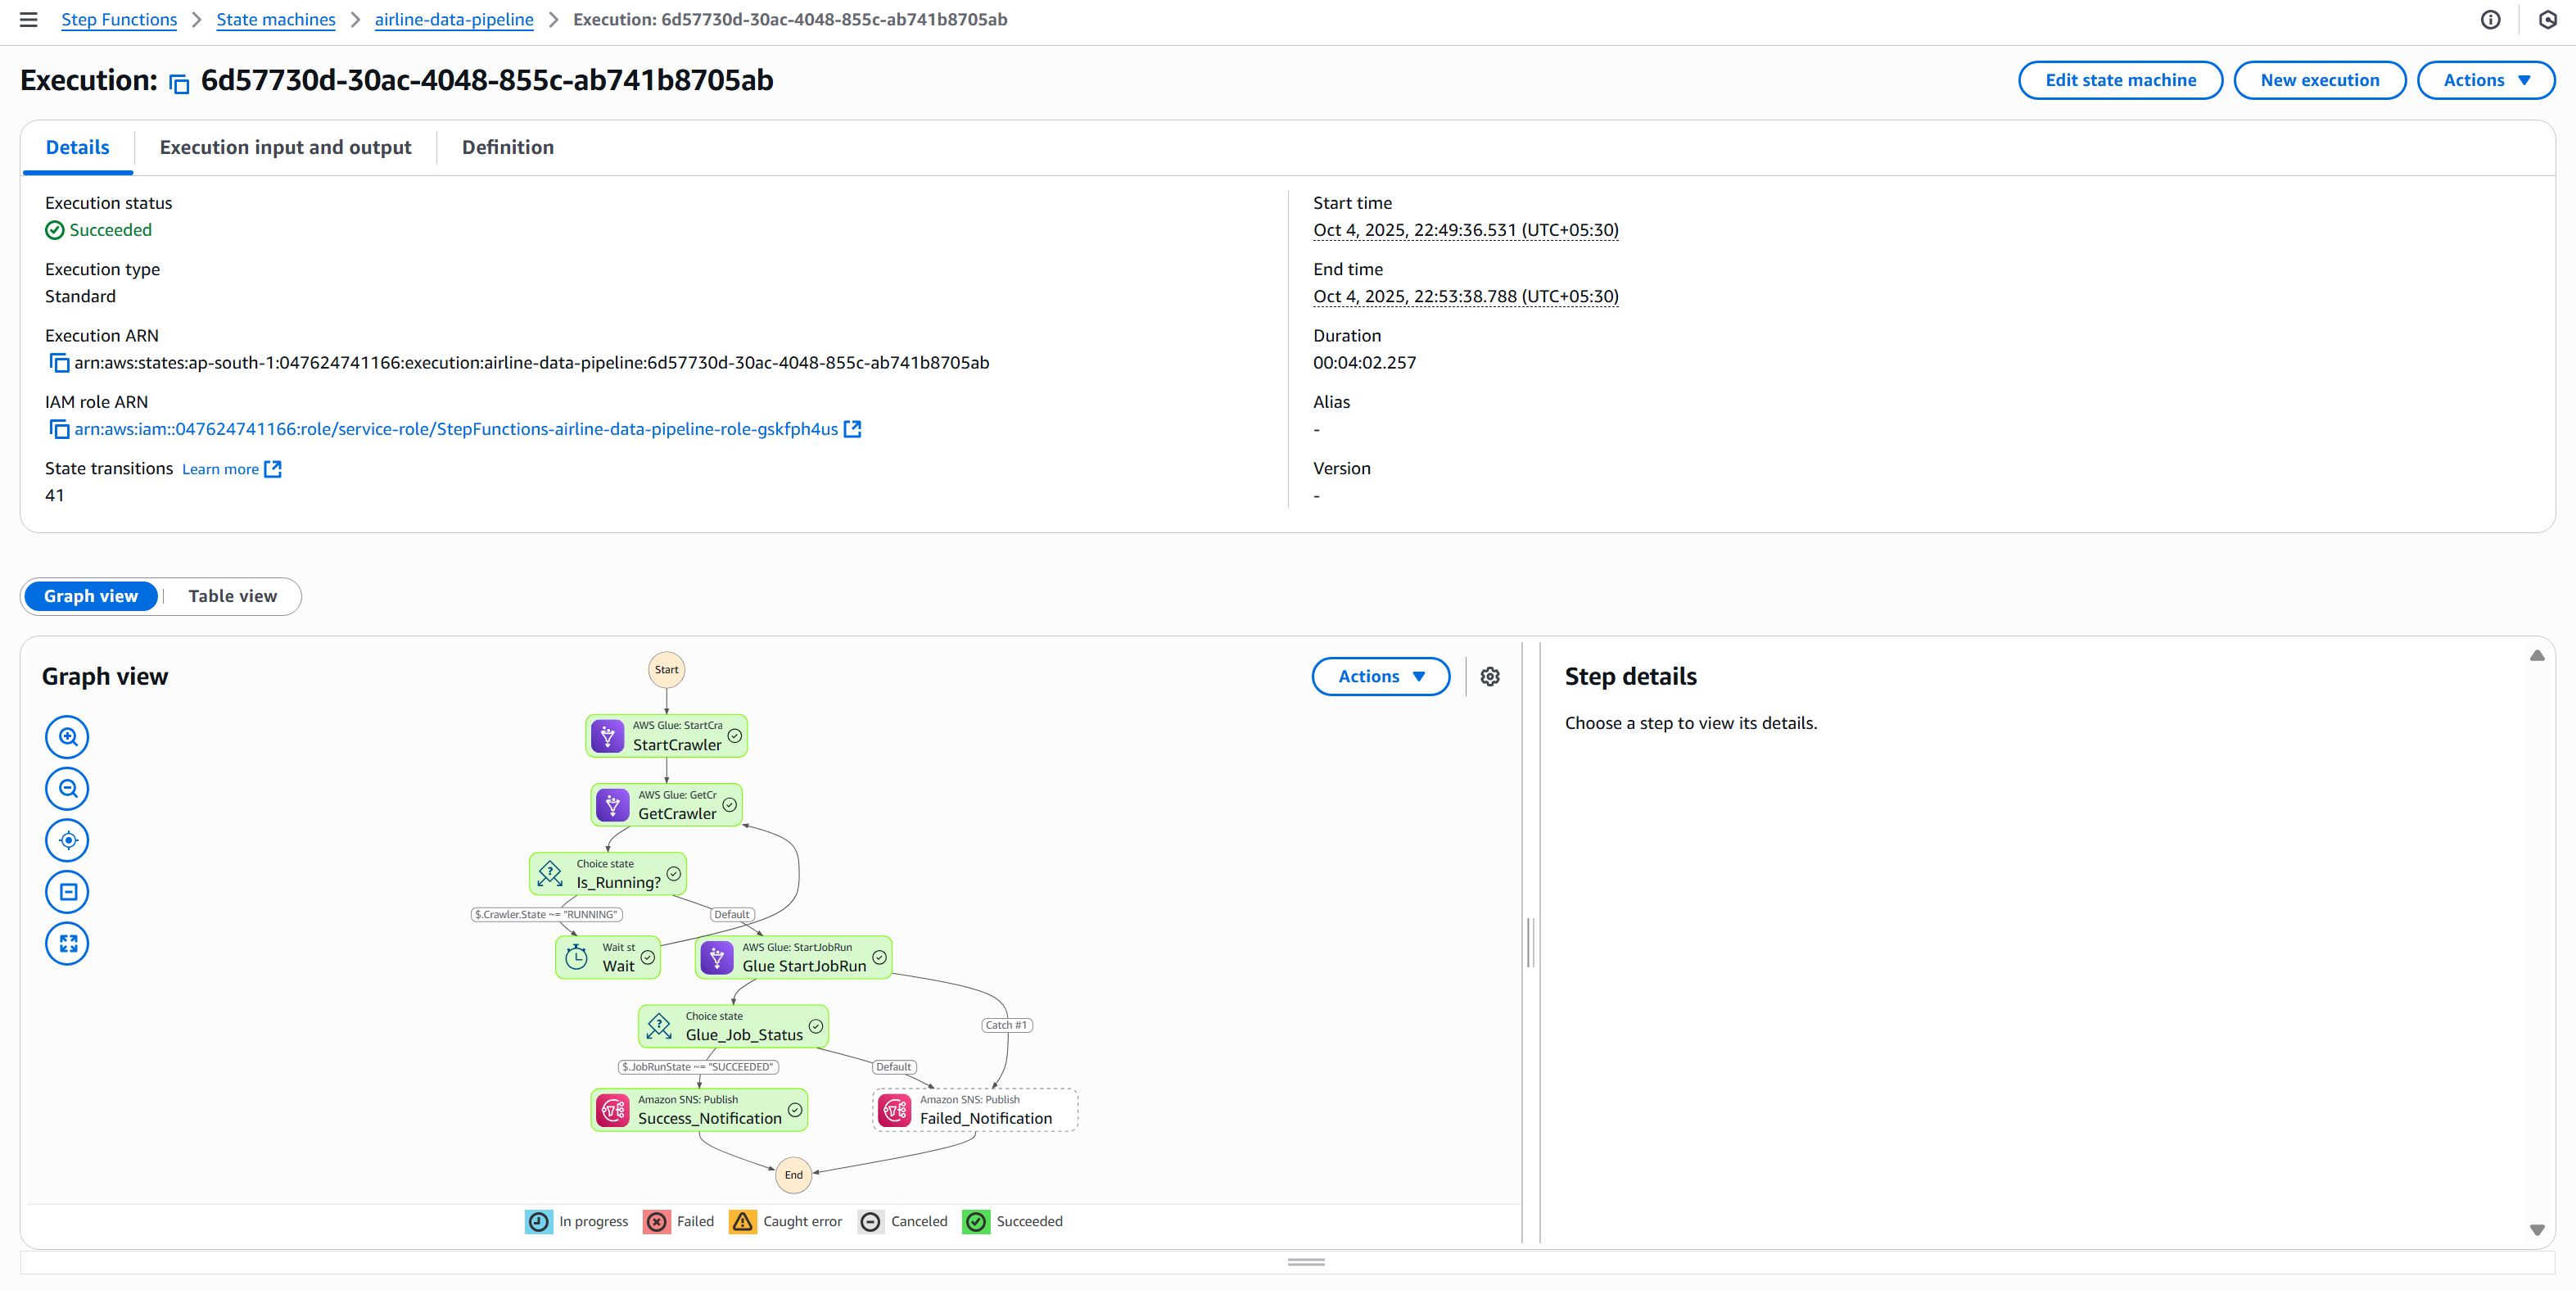 Step Functions > State machines > airline-data-pipeline > Execution: 6d57730d-30ac-4048-855c-ab741b8705ab
Execution: 6d57730d-30ac-4048-855c-ab741b8705ab
Edit state machine
New execution
Actions
Details
Execution input and output
Definition
Execution status
Succeeded
Execution type
Standard
Execution ARN
arn:aws:states:ap-south-1:047624741166:execution:airline-data-pipeline:6d57730d-30ac-4048-855c-ab741b8705ab
IAM role ARN
arn:aws:iam::047624741166:role/service-role/StepFunctions-airline-data-pipeline-role-gskfph4us
State transitions Learn more
41
Start time
Oct 4, 2025, 22:49:36.531 (UTC+05:30)
End time
Oct 4, 2025, 22:53:38.788 (UTC+05:30)
Duration
00:04:02.257
Alias
-
Version
-
Graph view
Table view
Graph view
Actions
Start
AWS Glue: StartCra
StartCrawler
AWS Glue: GetCr
GetCrawler
Choice state
Is_Running?
$.Crawler.State ~= "RUNNING"
Default
Wait st
Wait
AWS Glue: StartJobRun
Glue StartJobRun
Choice state
Glue_Job_Status
Catch #1
$.JobRunState ~= "SUCCEEDED"
Default
Amazon SNS: Publish
Success_Notification
Amazon SNS: Publish
Failed_Notification
End
In progress
Failed
Caught error
Canceled
Succeeded
Step details
Choose a step to view its details.